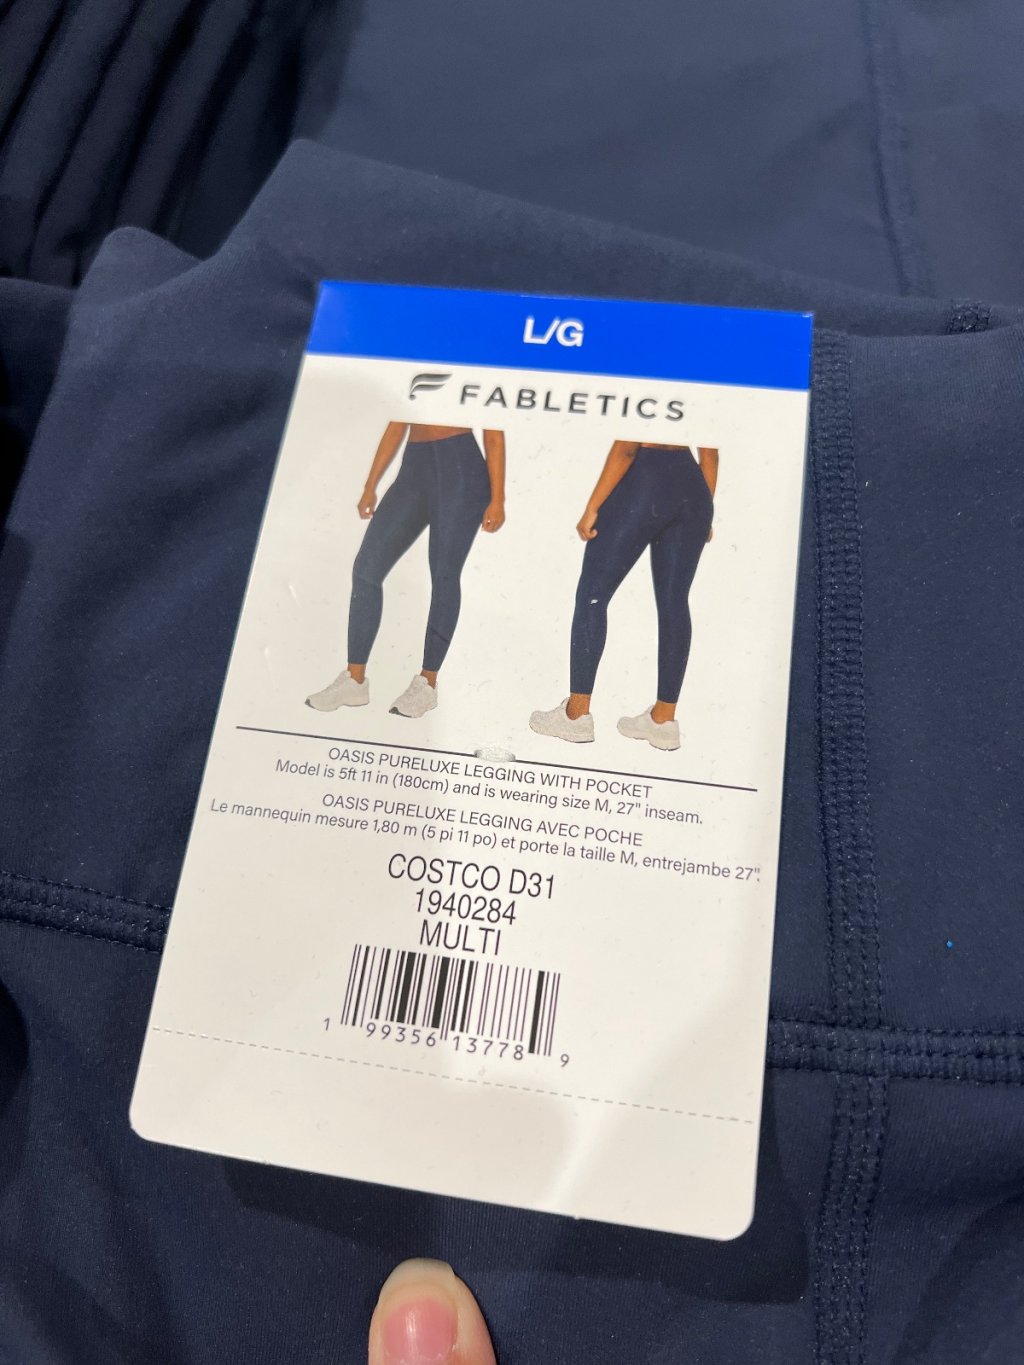 L/G
FABLETICS
OASIS PURELUXE LEGGING WITH POCKET
Model is 5ft 11 in (180cm) and is wearing size M, 27" inseam.
OASIS PURELUXE LEGGING AVEC POCHE
Le mannequin mesure 1,80 m (5 pi 11 po) et porte la taille M, entrejambe 27".
COSTCO D31
1940284
MULTI
1 99356 13778 9